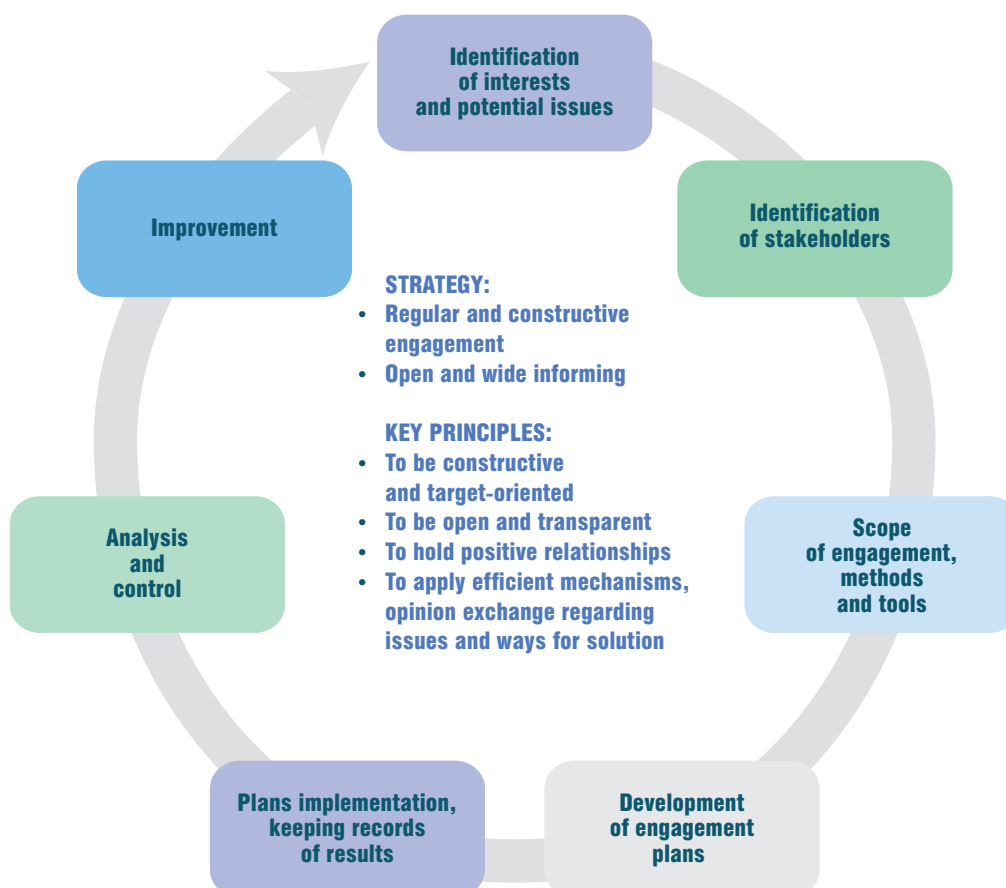 Identification
of interests
and potential issues
Identification
of stakeholders
Improvement
STRATEGY:
• Regular and constructive
engagement
• Open and wide informing
KEY PRINCIPLES:
• To be constructive
and target-oriented
• To be open and transparent
• To hold positive relationships
• To apply efficient mechanisms,
opinion exchange regarding
issues and ways for solution
Scope
of engagement,
methods
and tools
Analysis
and
control
Development
of engagement
plans
Plans implementation,
keeping records
of results